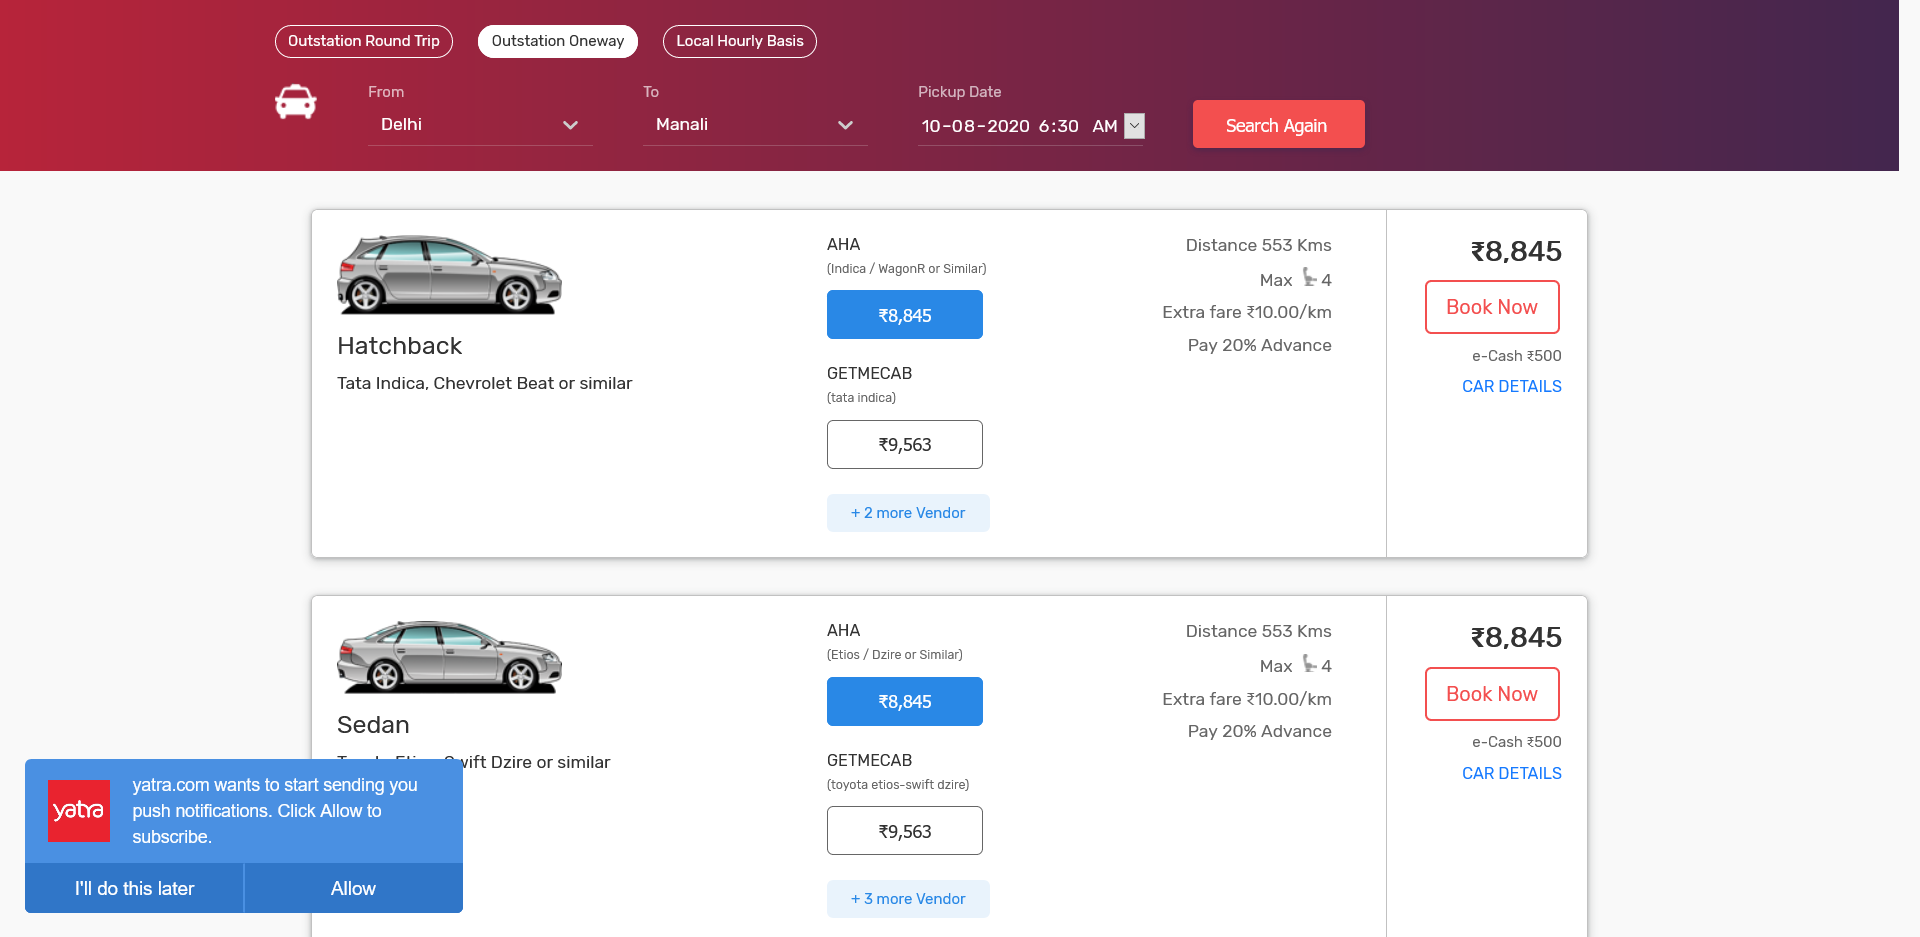 Outstation Round Trip
Outstation Oneway
Local Hourly Basis
From
Delhi
To
Manali
Pickup Date
10-08-2020 6:30 AM
Search Again
Hatchback
Tata Indica, Chevrolet Beat or similar
AHA
(Indica / WagonR or Similar)
₹8,845
GETMECAB
(tata indica)
₹9,563
+ 2 more Vendor
Distance 553 Kms
Max 4
Extra fare ₹10.00/km
Pay 20% Advance
₹8,845
Book Now
e-Cash ₹500
CAR DETAILS
Sedan
Swift Dzire or similar
AHA
(Etios / Dzire or Similar)
₹8,845
GETMECAB
(toyota etios-swift dzire)
₹9,563
+ 3 more Vendor
Distance 553 Kms
Max 4
Extra fare ₹10.00/km
Pay 20% Advance
₹8,845
Book Now
e-Cash ₹500
CAR DETAILS
yatra
yatra.com wants to start sending you
push notifications. Click Allow to
subscribe.
I'll do this later
Allow